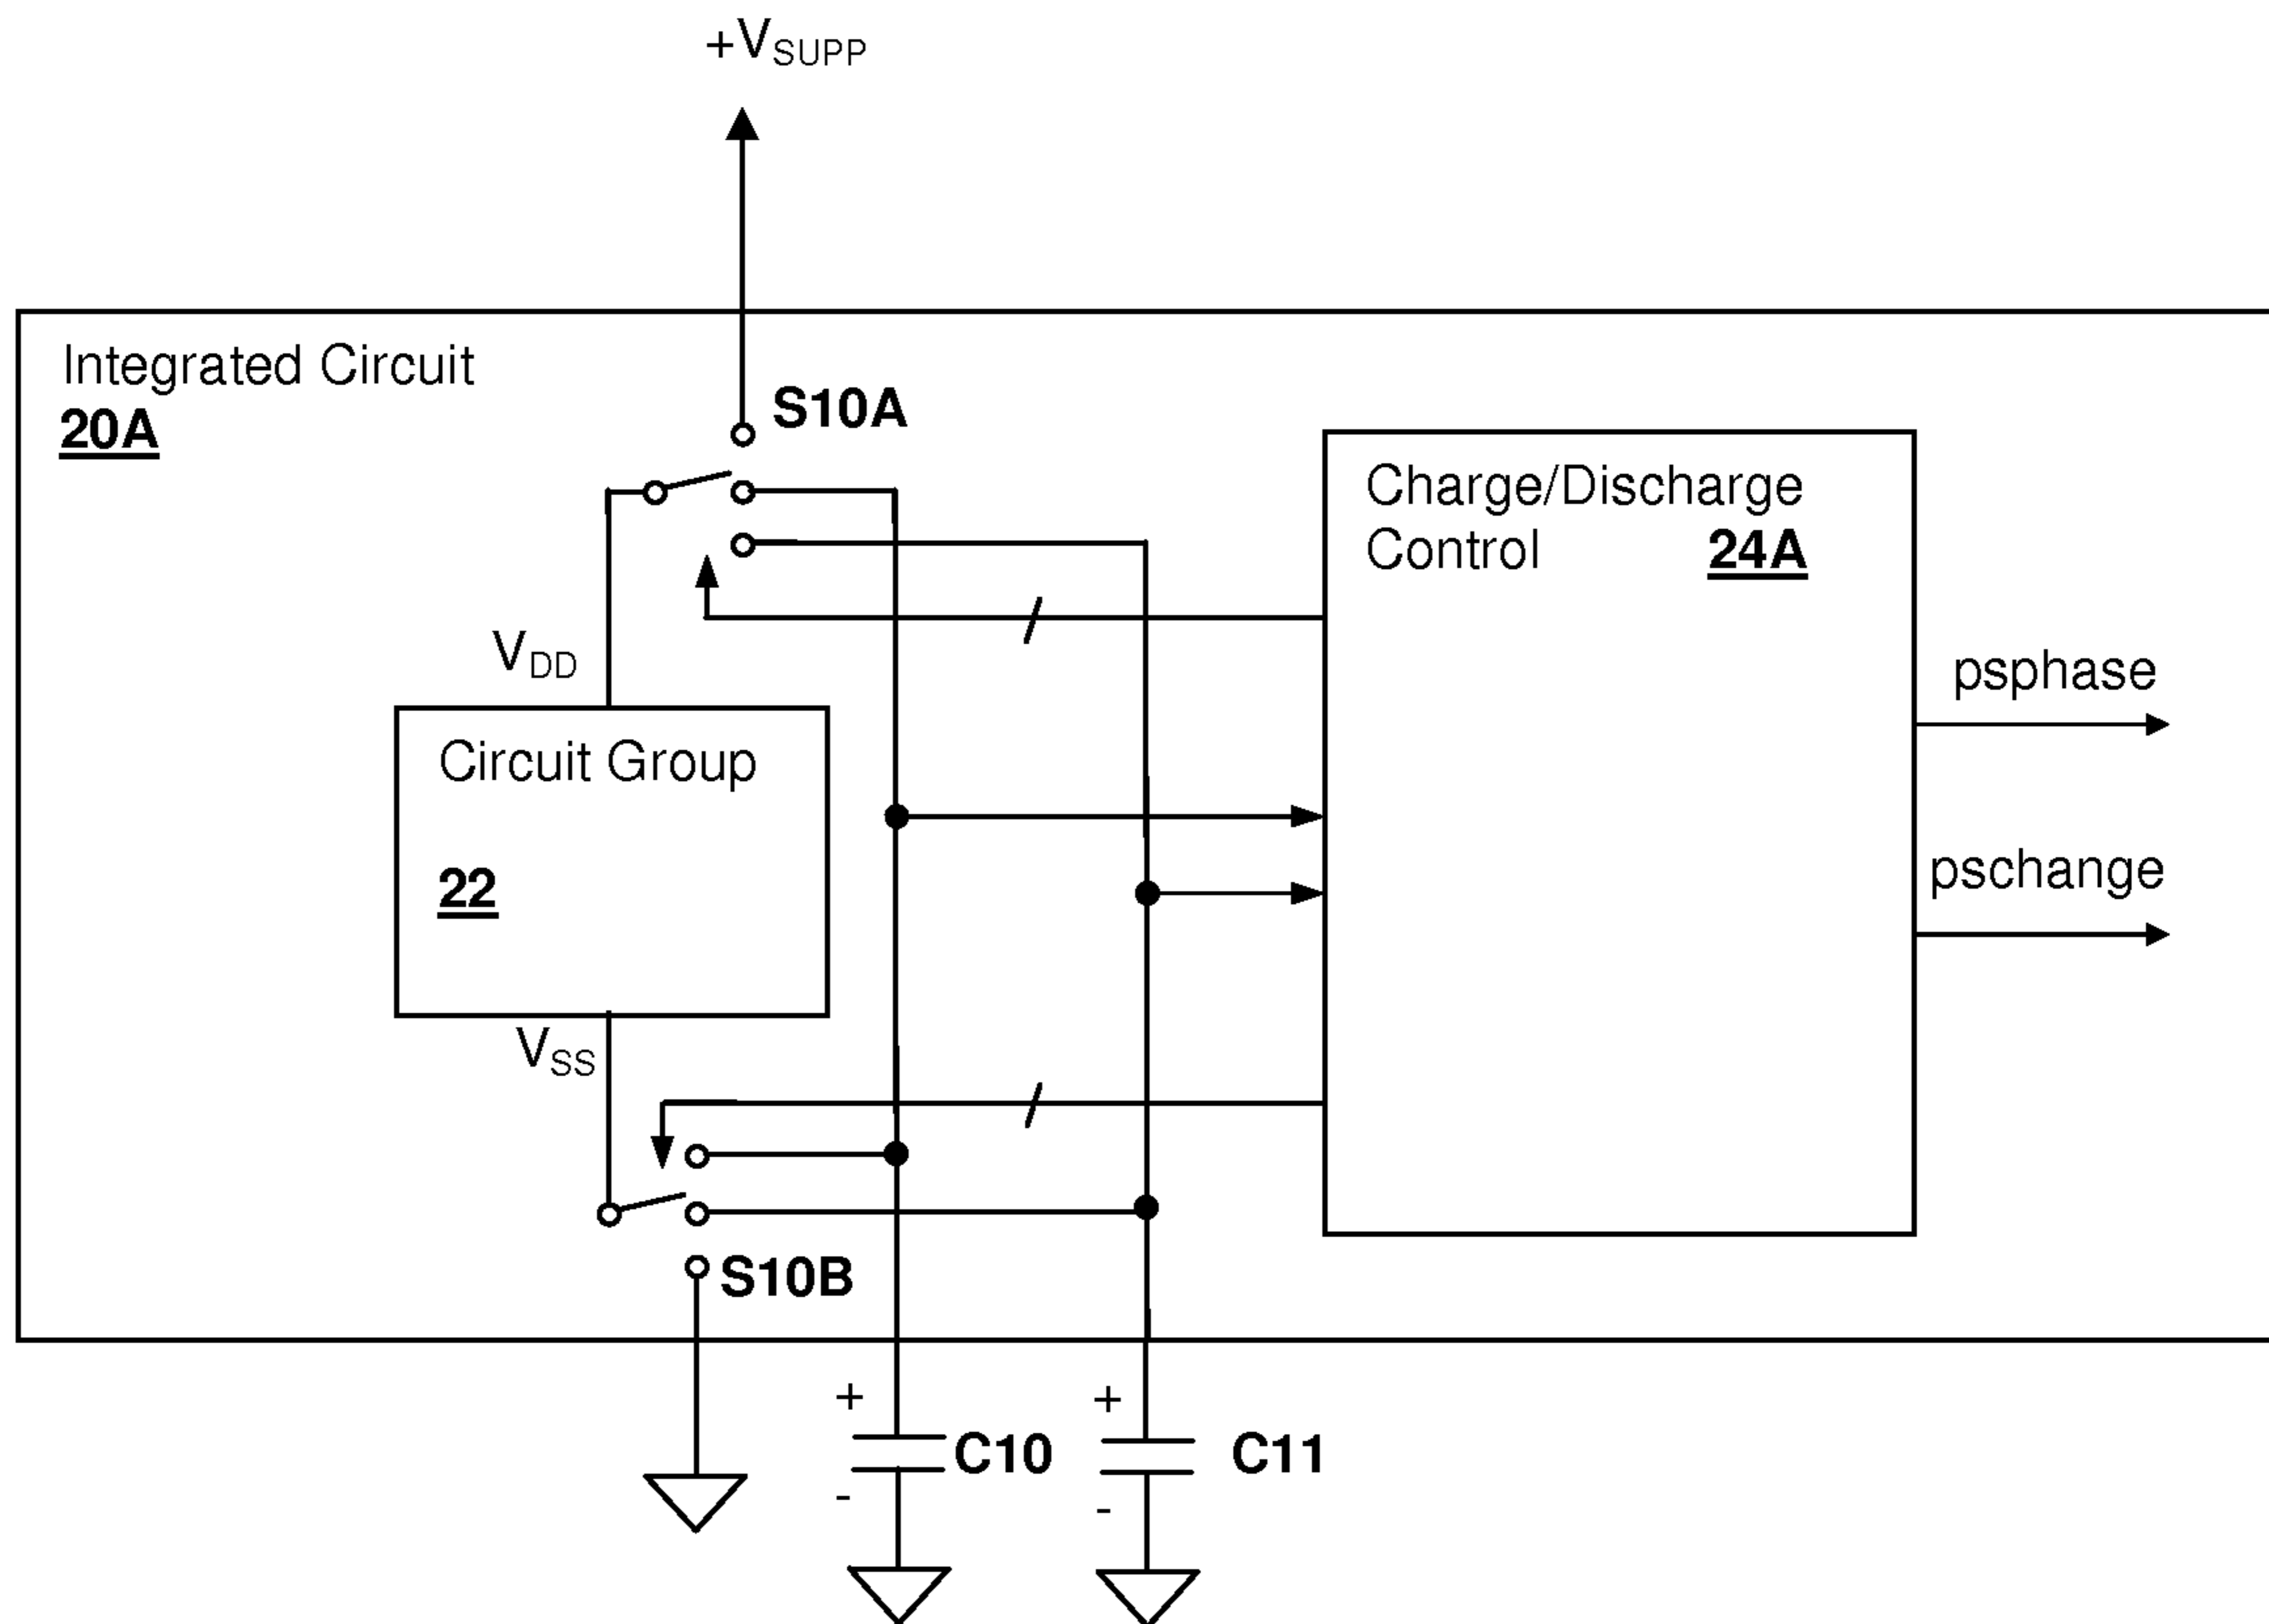 +VSUPP
Integrated Circuit
20A
S10A
Charge/Discharge
Control 24A
VDD
psphase
Circuit Group
22
pschange
VSS
S10B
+
+
C10
C11
-
-